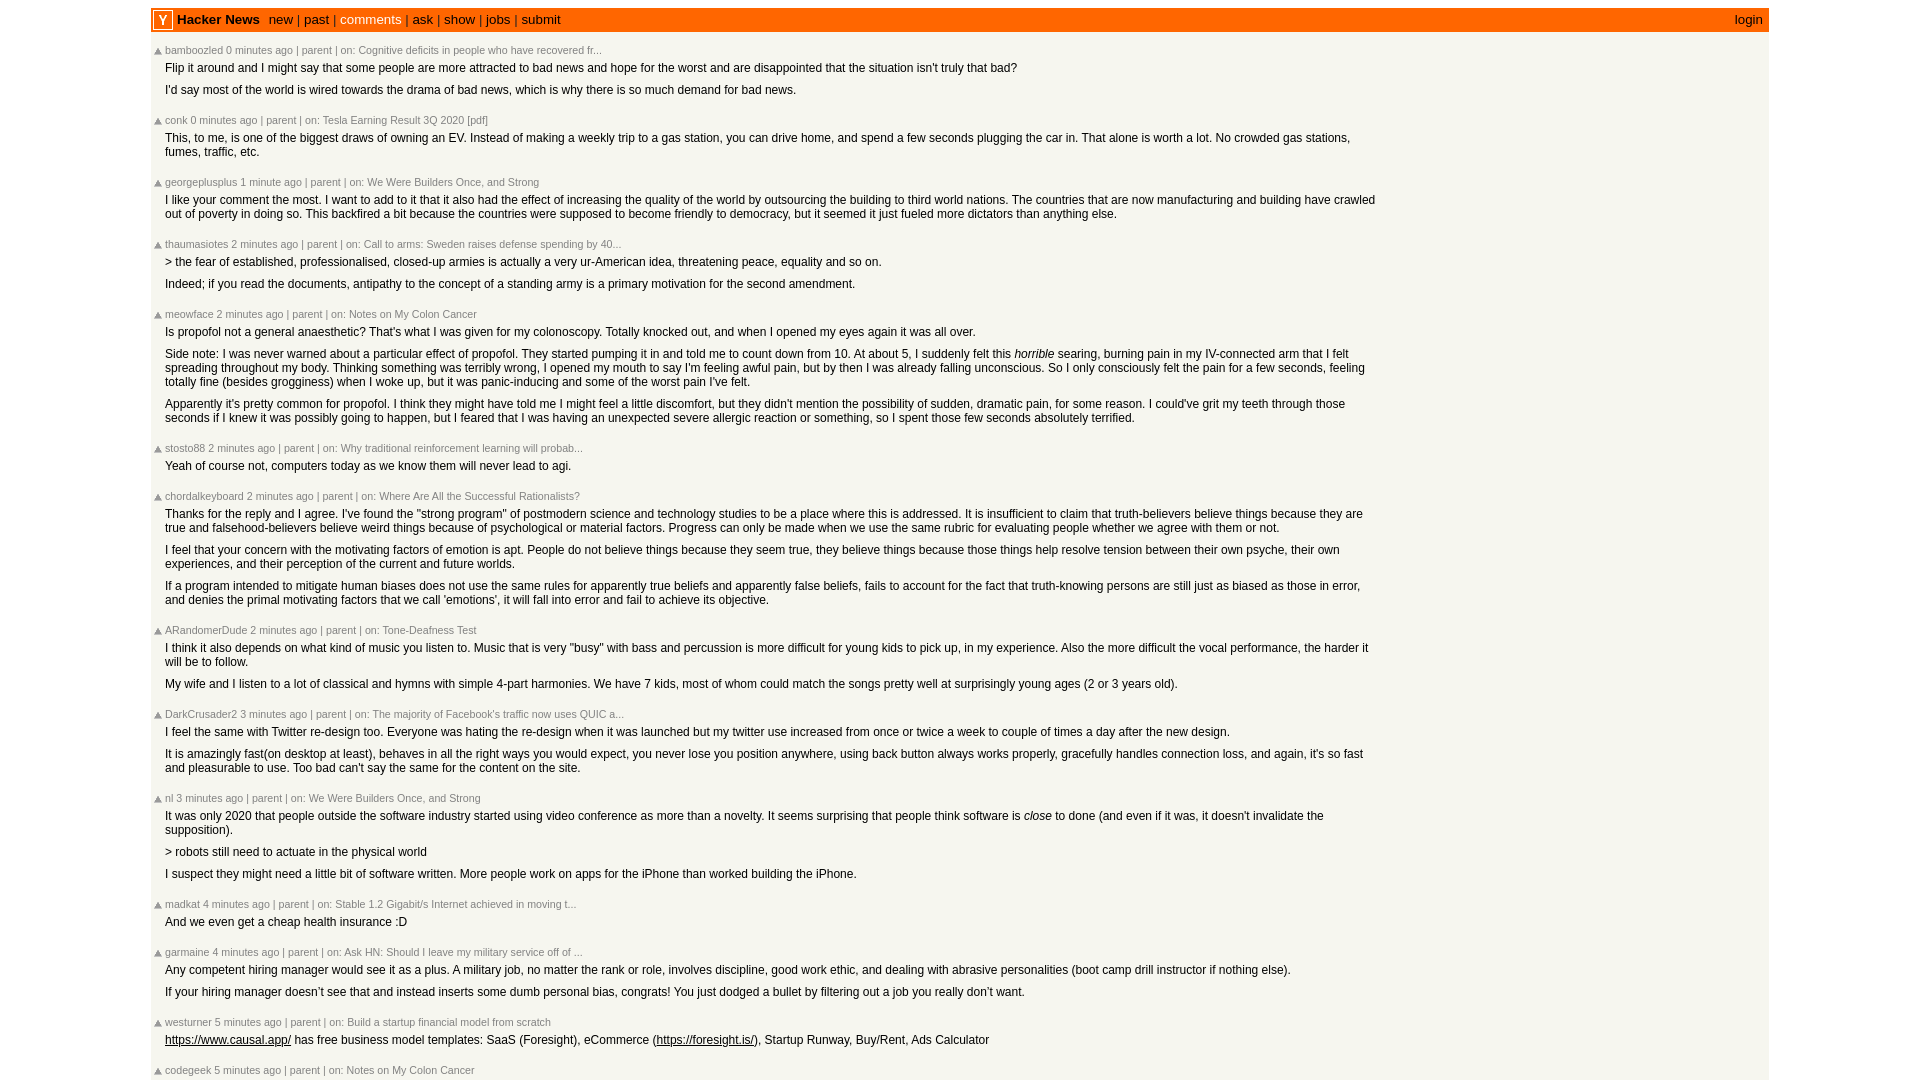 Y Hacker News new | past | comments | ask | show | jobs | submit login
bamboozled 0 minutes ago | parent | on: Cognitive deficits in people who have recovered fr...
Flip it around and I might say that some people are more attracted to bad news and hope for the worst and are disappointed that the situation isn't truly that bad?
I'd say most of the world is wired towards the drama of bad news, which is why there is so much demand for bad news.
conk 0 minutes ago | parent | on: Tesla Earning Result 3Q 2020 [pdf]
This, to me, is one of the biggest draws of owning an EV. Instead of making a weekly trip to a gas station, you can drive home, and spend a few seconds plugging the car in. That alone is worth a lot. No crowded gas stations,
fumes, traffic, etc.
georgeplusplus 1 minute ago | parent | on: We Were Builders Once, and Strong
I like your comment the most. I want to add to it that it also had the effect of increasing the quality of the world by outsourcing the building to third world nations. The countries that are now manufacturing and building have crawled
out of poverty in doing so. This backfired a bit because the countries were supposed to become friendly to democracy, but it seemed it just fueled more dictators than anything else.
thaumasiotes 2 minutes ago | parent | on: Call to arms: Sweden raises defense spending by 40...
> the fear of established, professionalised, closed-up armies is actually a very ur-American idea, threatening peace, equality and so on.
Indeed; if you read the documents, antipathy to the concept of a standing army is a primary motivation for the second amendment.
meowface 2 minutes ago | parent | on: Notes on My Colon Cancer
Is propofol not a general anaesthetic? That's what I was given for my colonoscopy. Totally knocked out, and when I opened my eyes again it was all over.
Side note: I was never warned about a particular effect of propofol. They started pumping it in and told me to count down from 10. At about 5, I suddenly felt this horrible searing, burning pain in my IV-connected arm that I felt
spreading throughout my body. Thinking something was terribly wrong, I opened my mouth to say I'm feeling awful pain, but by then I was already falling unconscious. So I only consciously felt the pain for a few seconds, feeling
totally fine (besides grogginess) when I woke up, but it was panic-inducing and some of the worst pain I've felt.
Apparently it's pretty common for propofol. I think they might have told me I might feel a little discomfort, but they didn't mention the possibility of sudden, dramatic pain, for some reason. I could've grit my teeth through those
seconds if I knew it was possibly going to happen, but I feared that I was having an unexpected severe allergic reaction or something, so I spent those few seconds absolutely terrified.
stosto88 2 minutes ago | parent | on: Why traditional reinforcement learning will probab...
Yeah of course not, computers today as we know them will never lead to agi.
chordalkeyboard 2 minutes ago | parent | on: Where Are All the Successful Rationalists?
Thanks for the reply and I agree. I've found the "strong program" of postmodern science and technology studies to be a place where this is addressed. It is insufficient to claim that truth-believers believe things because they are
true and falsehood-believers believe weird things because of psychological or material factors. Progress can only be made when we use the same rubric for evaluating people whether we agree with them or not.
I feel that your concern with the motivating factors of emotion is apt. People do not believe things because they seem true, they believe things because those things help resolve tension between their own psyche, their own
experiences, and their perception of the current and future worlds.
If a program intended to mitigate human biases does not use the same rules for apparently true beliefs and apparently false beliefs, fails to account for the fact that truth-knowing persons are still just as biased as those in error,
and denies the primal motivating factors that we call 'emotions', it will fall into error and fail to achieve its objective.
ARandomerDude 2 minutes ago | parent | on: Tone-Deafness Test
I think it also depends on what kind of music you listen to. Music that is very "busy" with bass and percussion is more difficult for young kids to pick up, in my experience. Also the more difficult the vocal performance, the harder it
will be to follow.
My wife and I listen to a lot of classical and hymns with simple 4-part harmonies. We have 7 kids, most of whom could match the songs pretty well at surprisingly young ages (2 or 3 years old).
DarkCrusader2 3 minutes ago | parent | on: The majority of Facebook's traffic now uses QUIC a...
I feel the same with Twitter re-design too. Everyone was hating the re-design when it was launched but my twitter use increased from once or twice a week to couple of times a day after the new design.
It is amazingly fast(on desktop at least), behaves in all the right ways you would expect, you never lose you position anywhere, using back button always works properly, gracefully handles connection loss, and again, it's so fast
and pleasurable to use. Too bad can't say the same for the content on the site.
nl 3 minutes ago | parent | on: We Were Builders Once, and Strong
It was only 2020 that people outside the software industry started using video conference as more than a novelty. It seems surprising that people think software is close to done (and even if it was, it doesn't invalidate the
supposition).
> robots still need to actuate in the physical world
I suspect they might need a little bit of software written. More people work on apps for the iPhone than worked building the iPhone.
madkat 4 minutes ago | parent | on: Stable 1.2 Gigabit/s Internet achieved in moving t...
And we even get a cheap health insurance :D
garmaine 4 minutes ago | parent | on: Ask HN: Should I leave my military service off of ...
Any competent hiring manager would see it as a plus. A military job, no matter the rank or role, involves discipline, good work ethic, and dealing with abrasive personalities (boot camp drill instructor if nothing else).
If your hiring manager doesn’t see that and instead inserts some dumb personal bias, congrats! You just dodged a bullet by filtering out a job you really don’t want.
westurner 5 minutes ago | parent | on: Build a startup financial model from scratch
https://www.causal.app/ has free business model templates: SaaS (Foresight), eCommerce (https://foresight.is/), Startup Runway, Buy/Rent, Ads Calculator
codegeek 5 minutes ago | parent | on: Notes on My Colon Cancer